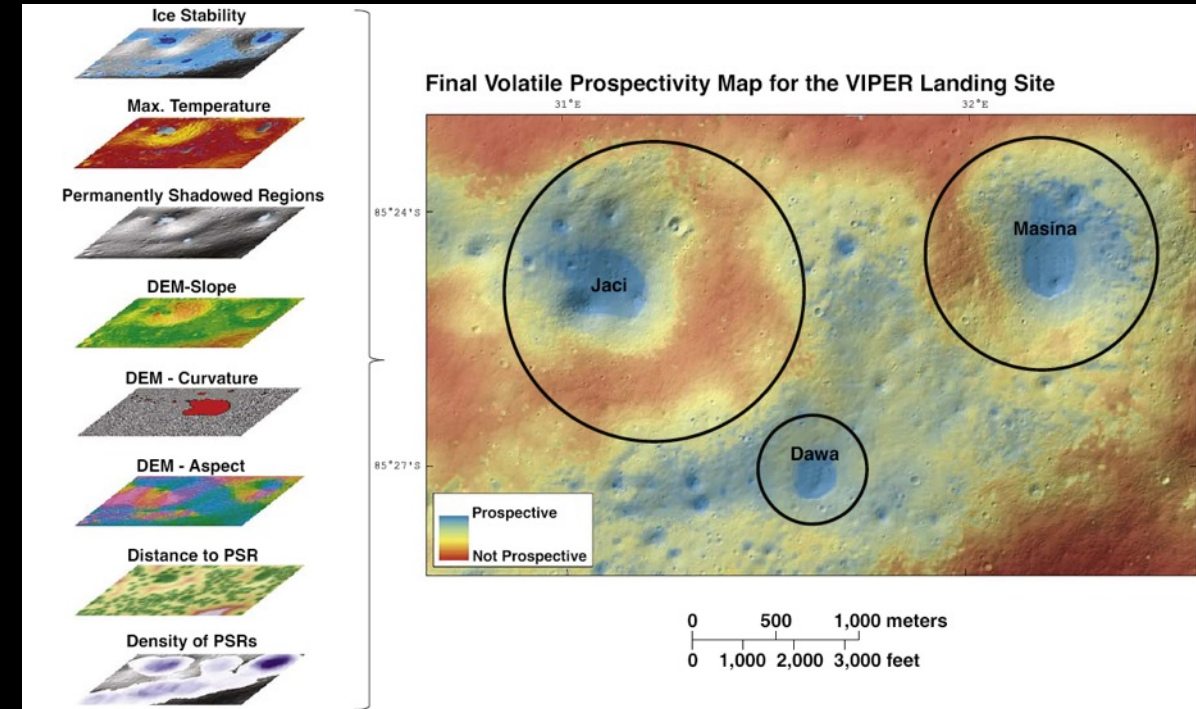 Ice Stability
Max. Temperature
Permanently Shadowed Regions
DEM-Slope
DEM - Curvature
DEM - Aspect
Distance to PSR
Density of PSRs
Final Volatile Prospectivity Map for the VIPER Landing Site
31°E 32°E
85°24'S
85°27'S
Jaci
Masina
Dawa
Prospective
Not Prospective
0 500 1,000 meters
0 1,000 2,000 3,000 feet